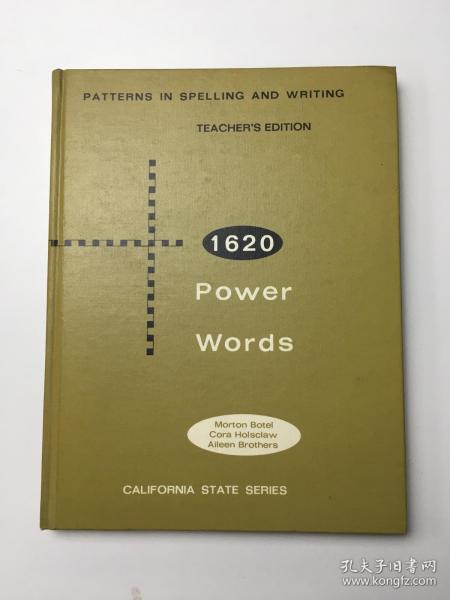 PATTERNS IN SPELLING AND WRITING
TEACHER'S EDITION
1620
Power
Words
Morton Botel
Cora Holsclaw
Aileen Brothers
CALIFORNIA STATE SERIES
孔夫子旧书网
www.kongfz.com